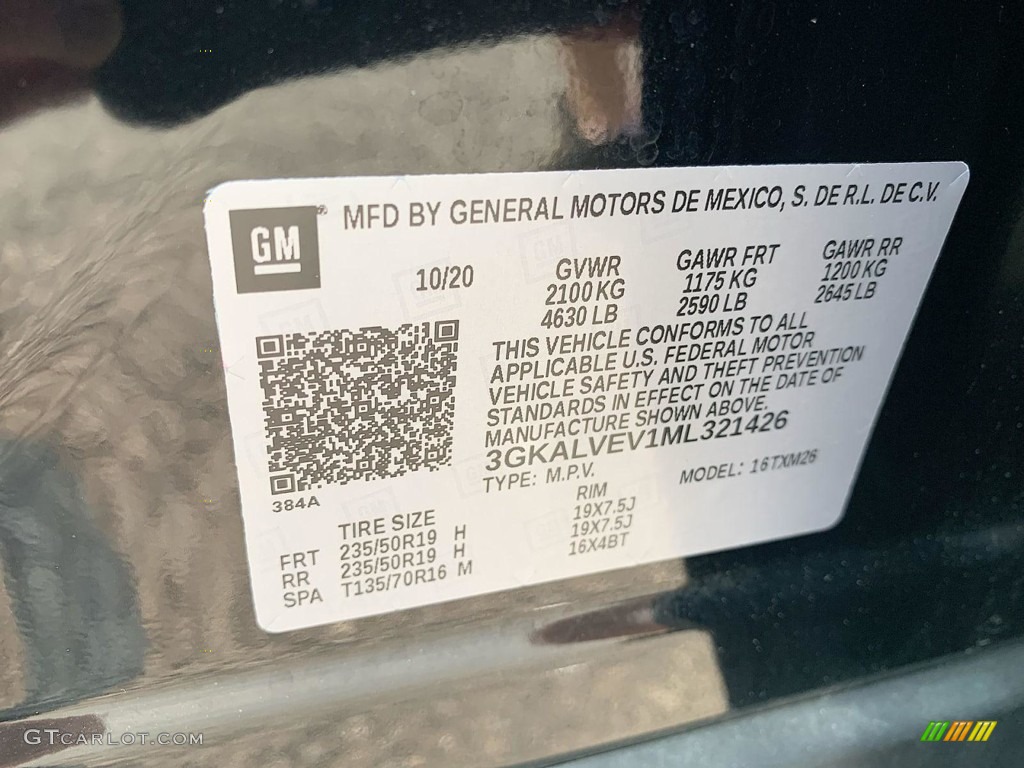 GM® MFD BY GENERAL MOTORS DE MEXICO, S. DE R.L. DE C.V.
10/20 GVWR GAWR FRT GAWR RR
2100 KG 1175 KG 1200 KG
4630 LB 2590 LB 2645 LB
THIS VEHICLE CONFORMS TO ALL
APPLICABLE U.S. FEDERAL MOTOR
VEHICLE SAFETY AND THEFT PREVENTION
STANDARDS IN EFFECT ON THE DATE OF
MANUFACTURE SHOWN ABOVE.
3GKALVEV1ML321426
TYPE: M.P.V. MODEL: 16TXM26
384A
TIRE SIZE RIM
FRT 235/50R19 H 19X7.5J
RR 235/50R19 H 19X7.5J
SPA T135/70R16 M 16X4BT
GTCARLOT.COM